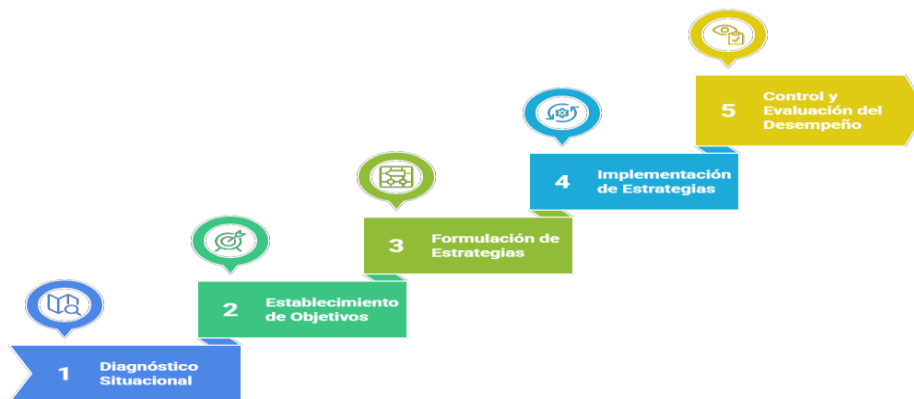 1 Diagnóstico
Situacional
2 Establecimiento
de Objetivos
3 Formulación de
Estrategias
4 Implementación
de Estrategias
5 Control y
Evaluación del
Desempeño